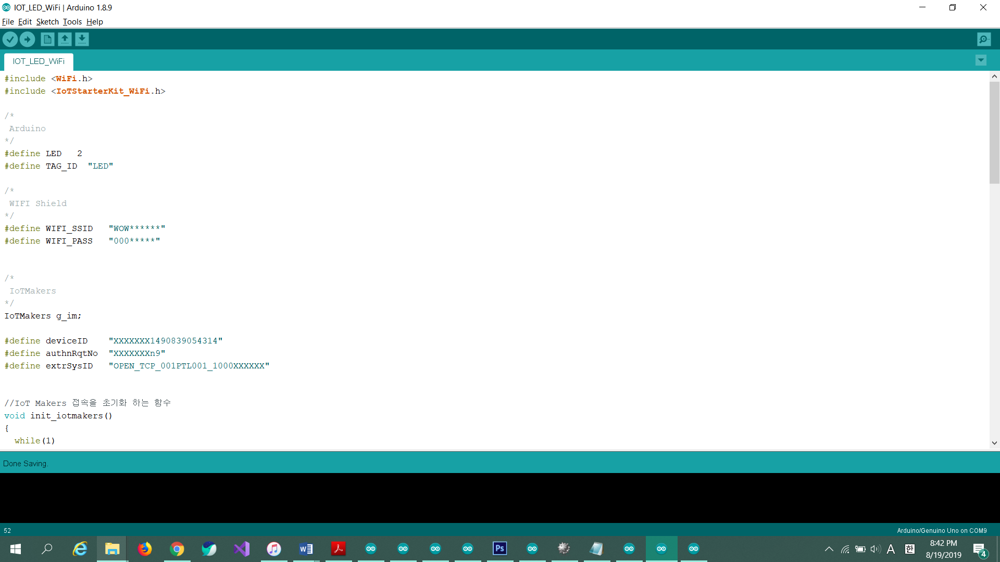 IOT_LED_WiFi | Arduino 1.8.9
File Edit Sketch Tools Help
IOT_LED_WiFi
#include <WiFi.h>
#include <IoTStarterKit_WiFi.h>
/*
Arduino
*/
#define LED 2
#define TAG_ID "LED"
/*
WIFI Shield
*/
#define WIFI_SSID "WOW******"
#define WIFI_PASS "000*****"
/*
IoTMakers
*/
IoTMakers g_im;
#define deviceID "XXXXXXX1490839054314"
#define authnRqtNo "XXXXXXXn9"
#define extrSysID "OPEN_TCP_001PTL001_1000XXXXXX"
//IoT Makers 접속을 초기화 하는 함수
void init_iotmakers()
{
while(1)
Done Saving.
52
Arduino/Genuino Uno on COM9
W
Ps
A
한
8:42 PM
8/19/2019
4